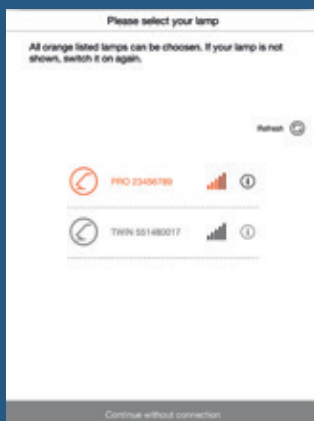 Please select your lamp
All orange listed lamps can be choosen. If your lamp is not
shown, switch it on again.
Refresh
PRO 23456789
TWIN 551480017
Continue without connection